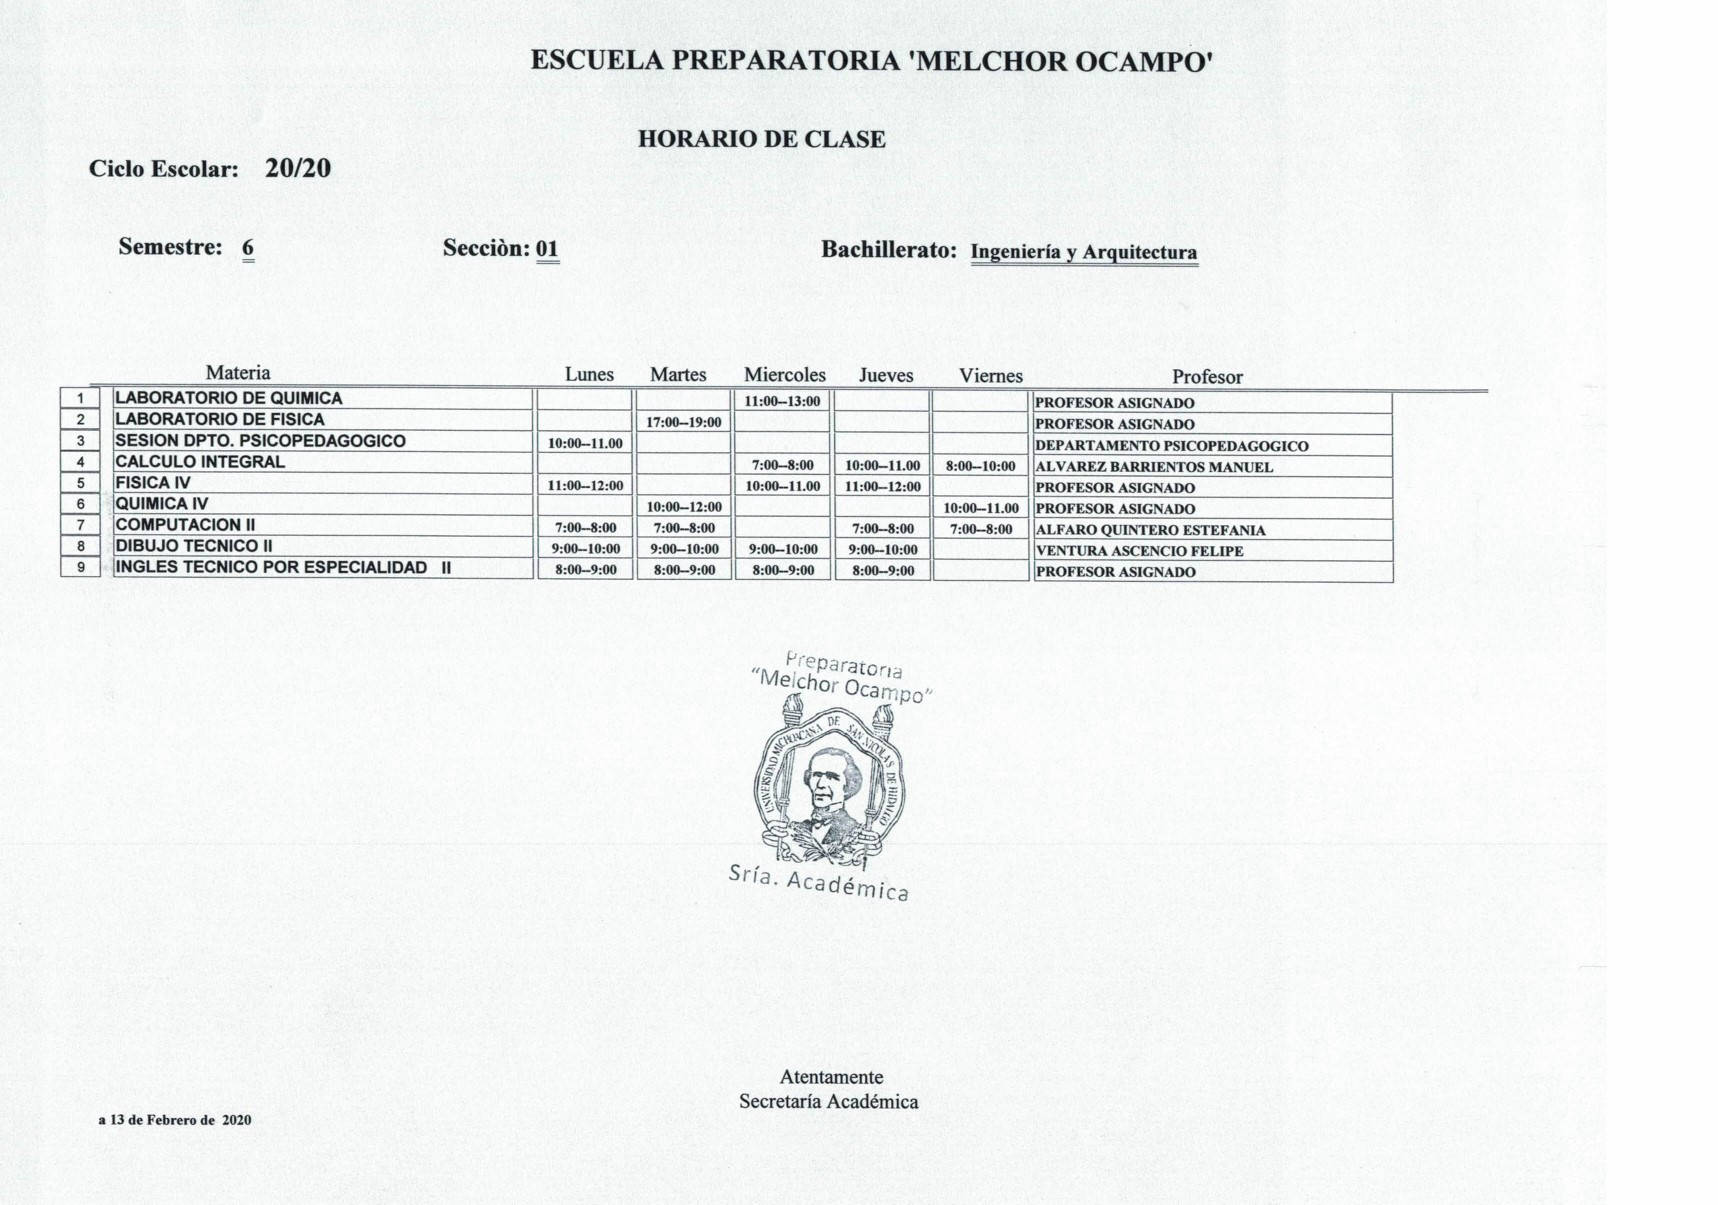 ESCUELA PREPARATORIA 'MELCHOR OCAMPO'
HORARIO DE CLASE
Ciclo Escolar: 20/20
Semestre: 6 Secciòn: 01 Bachillerato: Ingeniería y Arquitectura
Materia Lunes Martes Miercoles Jueves Viernes Profesor
1 LABORATORIO DE QUIMICA 11:00--13:00 PROFESOR ASIGNADO
2 LABORATORIO DE FISICA 17:00--19:00 PROFESOR ASIGNADO
3 SESION DPTO. PSICOPEDAGOGICO 10:00--11.00 DEPARTAMENTO PSICOPEDAGOGICO
4 CALCULO INTEGRAL 7:00--8:00 10:00--11.00 8:00--10:00 ALVAREZ BARRIENTOS MANUEL
5 FISICA IV 11:00--12:00 10:00--11.00 11:00--12:00 PROFESOR ASIGNADO
6 QUIMICA IV 10:00--12:00 10:00--11.00 PROFESOR ASIGNADO
7 COMPUTACION II 7:00--8:00 7:00--8:00 7:00--8:00 7:00--8:00 ALFARO QUINTERO ESTEFANIA
8 DIBUJO TECNICO II 9:00--10:00 9:00--10:00 9:00--10:00 9:00--10:00 VENTURA ASCENCIO FELIPE
9 INGLES TECNICO POR ESPECIALIDAD II 8:00--9:00 8:00--9:00 8:00--9:00 8:00--9:00 PROFESOR ASIGNADO
Preparatoria
"Melchor Ocampo"
UNIVERSIDAD MICHOACANA DE SAN NICOLAS DE HIDALGO
Sría. Académica
Atentamente
Secretaría Académica
a 13 de Febrero de 2020